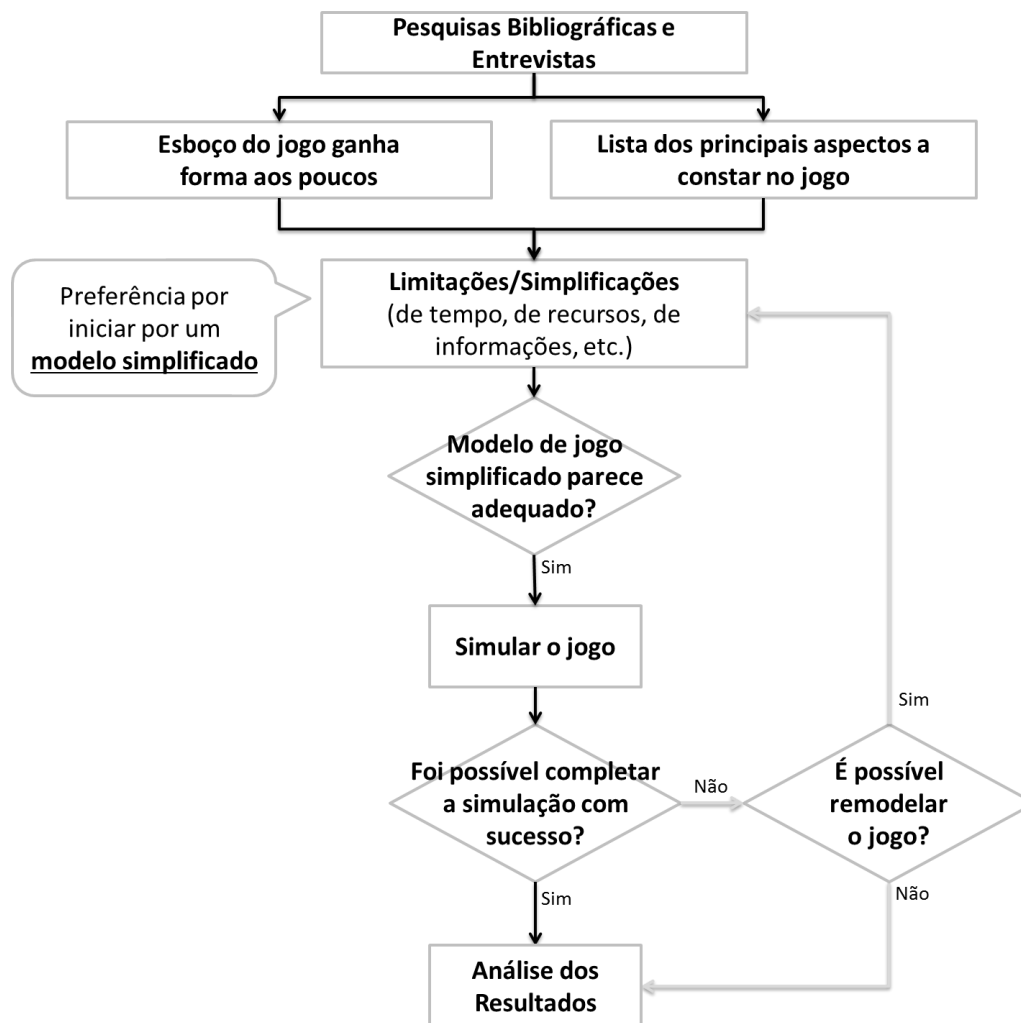 Pesquisas Bibliográficas e
Entrevistas
Esboço do jogo ganha
forma aos poucos
Lista dos principais aspectos a
constar no jogo
Preferência por
iniciar por um
modelo simplificado
Limitações/Simplificações
(de tempo, de recursos, de
informações, etc.)
Modelo de jogo
simplificado parece
adequado?
Sim
Simular o jogo
Foi possível completar
a simulação com
sucesso?
Não
Sim
É possível
remodelar
o jogo?
Não
Sim
Análise dos
Resultados